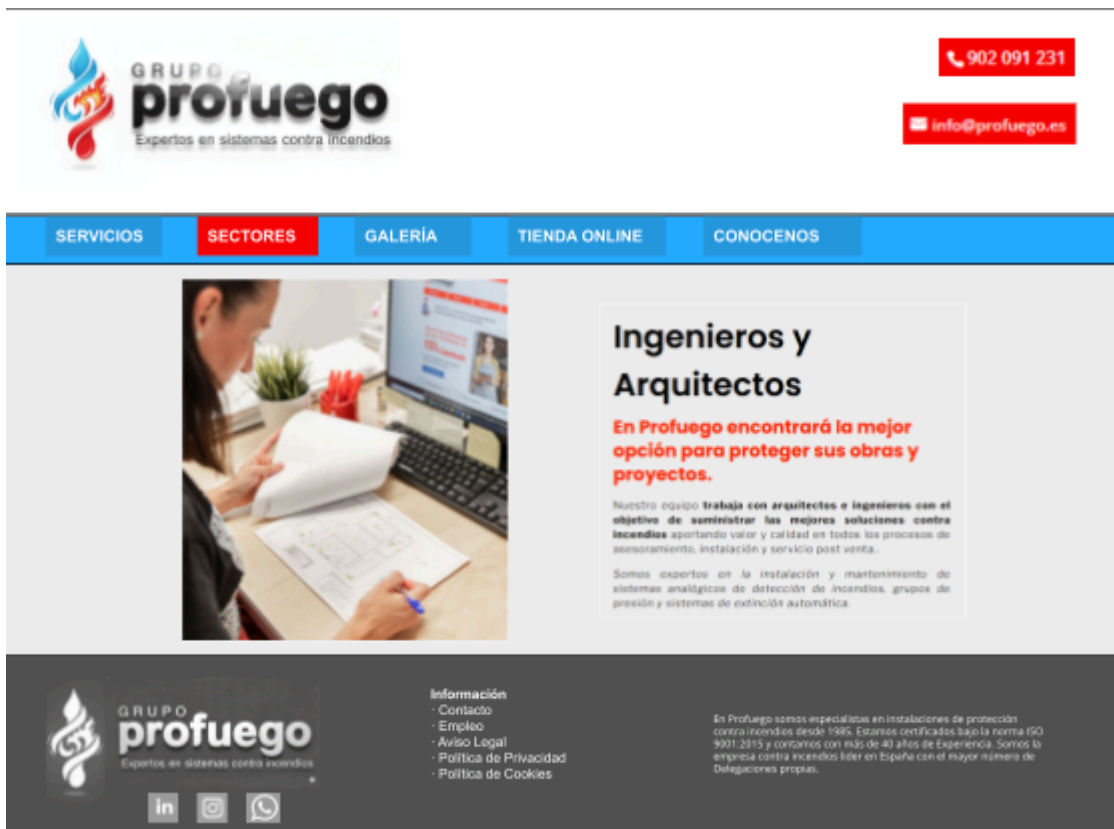 GRUPO
profuego
Expertos en sistemas contra incendios
902 091 231
info@profuego.es
SERVICIOS
SECTORES
GALERÍA
TIENDA ONLINE
CONOCENOS
Ingenieros y
Arquitectos
En Profuego encontrará la mejor
opción para proteger sus obras y
proyectos.
Nuestro equipo trabaja con arquitectos e ingenieros con el
objetivo de suministrar las mejores soluciones contra
incendios aportando valor y calidad en todos los procesos de
asesoramiento, instalación y servicio post venta..
Somos expertos en la instalación y mantenimiento de
sistemas analógicos de detección de incendios, grupos de
presión y sistemas de extinción automática.
GRUPO
profuego
Expertos en sistemas contra incendios
in
Información
· Contacto
· Empleo
· Aviso Legal
· Política de Privacidad
· Política de Cookies
En Profuego somos especialistas en instalaciones de protección
contra incendios desde 1985. Estamos certificados bajo la norma ISO
9001:2015 y contamos con más de 40 años de Experiencia. Somos la
empresa contra incendios líder en España con el mayor número de
Delegaciones propias.